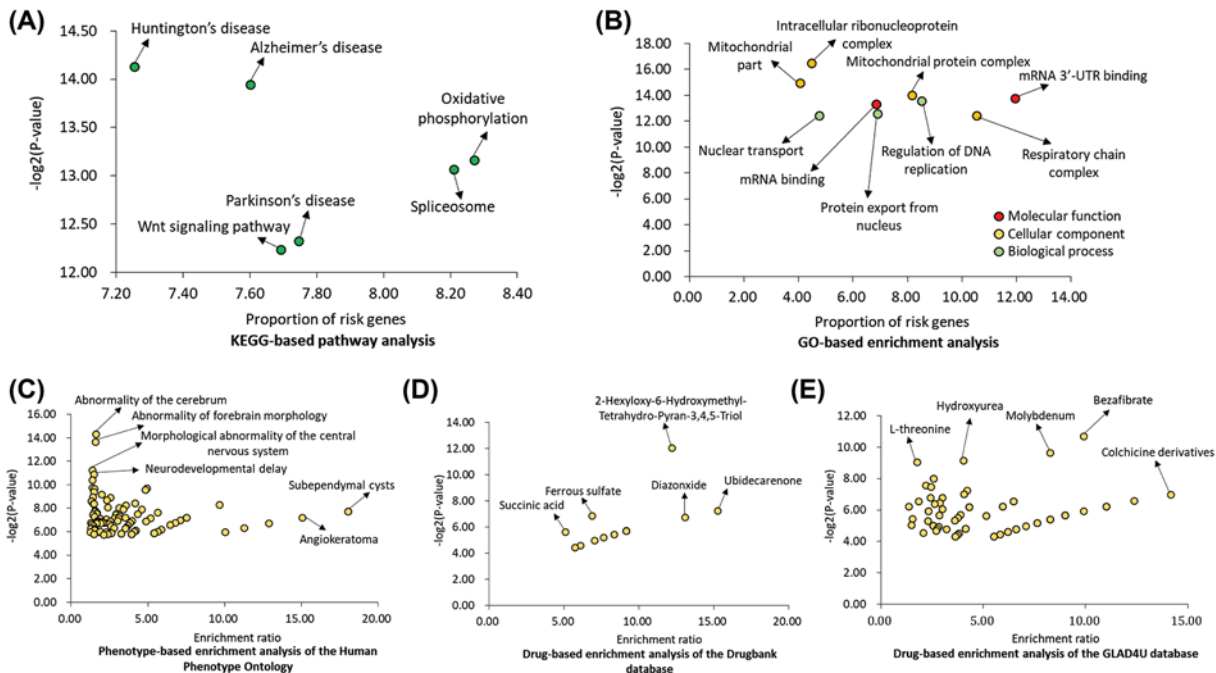 (A)
14.50
14.00
13.50
13.00
12.50
12.00
7.20
7.40
7.60
7.80
8.00
8.20
8.40
-log2(P-value)
Huntington's disease
Alzheimer's disease
Oxidative
phosphorylation
Spliceosome
Parkinson's disease
Wnt signaling pathway
Proportion of risk genes
KEGG-based pathway analysis
(B)
18.00
16.00
14.00
12.00
10.00
8.00
6.00
4.00
2.00
0.00
0.00
2.00
4.00
6.00
8.00
10.00
12.00
14.00
-log2(P-value)
Intracellular ribonucleoprotein
complex
Mitochondrial
part
Mitochondrial protein complex
mRNA 3'-UTR binding
Nuclear transport
mRNA binding
Protein export from
nucleus
Regulation of DNA
replication
Respiratory chain
complex
Molecular function
Cellular component
Biological process
Proportion of risk genes
GO-based enrichment analysis
(C)
16.00
14.00
12.00
10.00
8.00
6.00
4.00
2.00
0.00
0.00
5.00
10.00
15.00
20.00
-log2(P-value)
Abnormality of the cerebrum
Abnormality of forebrain morphology
Morphological abnormality of the central
nervous system
Neurodevelopmental delay
Subependymal cysts
Angiokeratoma
Enrichment ratio
Phenotype-based enrichment analysis of the Human
Phenotype Ontology
(D)
14.00
12.00
10.00
8.00
6.00
4.00
2.00
0.00
0.00
5.00
10.00
15.00
20.00
-log2(P-value)
2-Hexyloxy-6-Hydroxymethyl-
Tetrahydro-Pyran-3,4,5-Triol
Succinic acid
Ferrous sulfate
Diazonxide
Ubidecarenone
Enrichment ratio
Drug-based enrichment analysis of the Drugbank
database
(E)
12.00
10.00
8.00
6.00
4.00
2.00
0.00
0.00
5.00
10.00
15.00
-log2(P-value)
L-threonine
Hydroxyurea
Molybdenum
Bezafibrate
Colchicine derivatives
Enrichment ratio
Drug-based enrichment analysis of the GLAD4U database